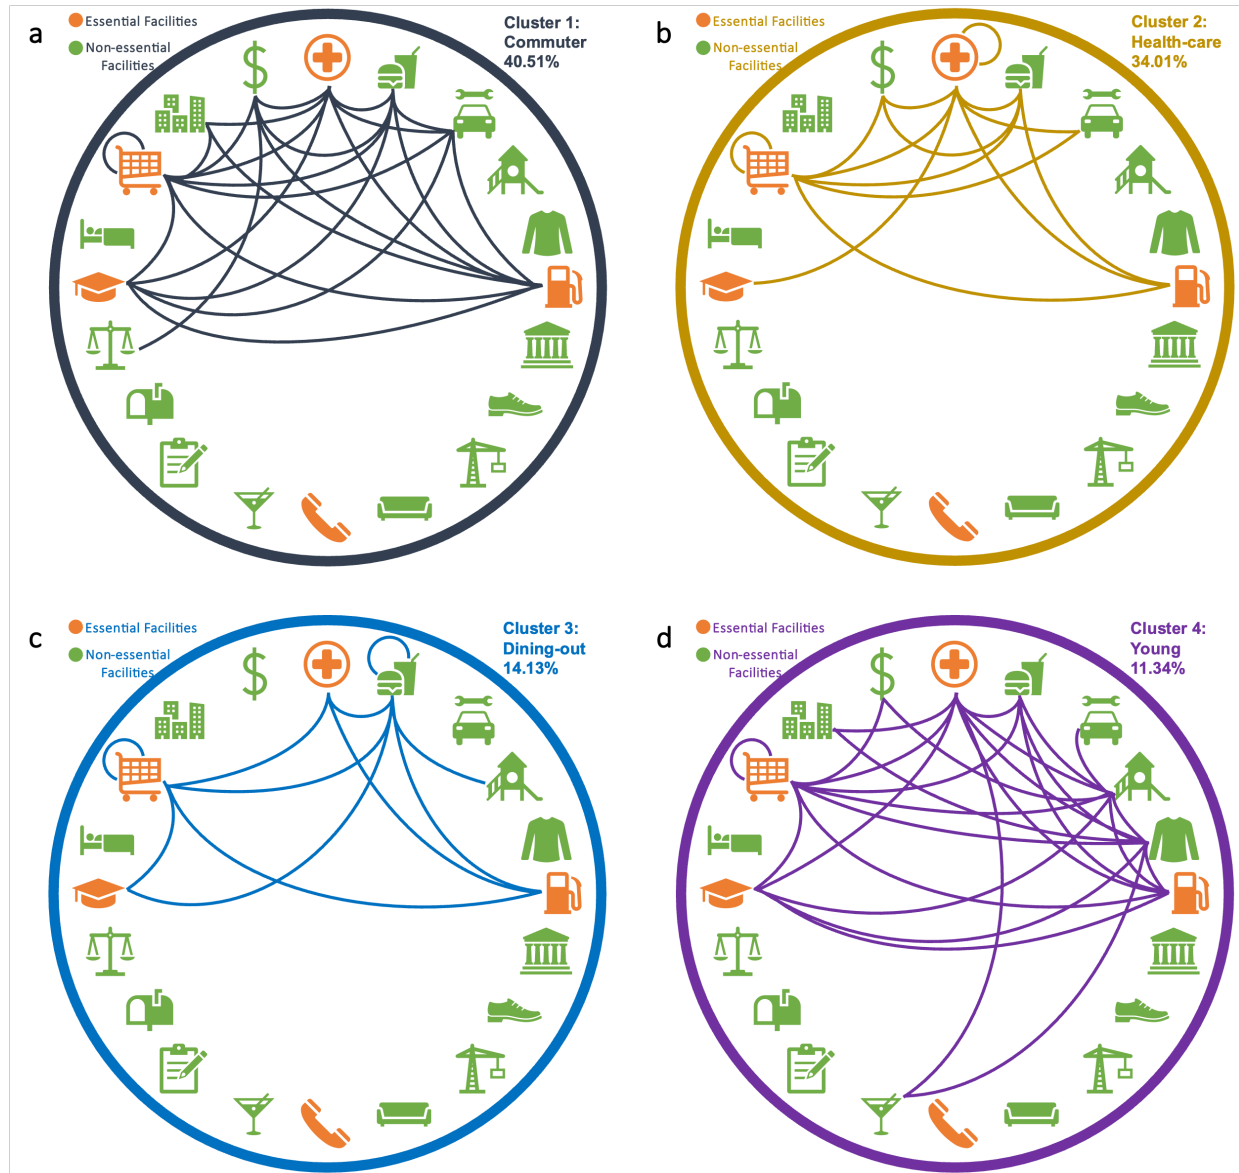 a
Essential Facilities
Non-essential
Facilities
Cluster 1:
Commuter
40.51%
$
b
Essential Facilities
Non-essential
Facilities
Cluster 2:
Health-care
34.01%
$
c
Essential Facilities
Non-essential
Facilities
Cluster 3:
Dining-out
14.13%
$
d
Essential Facilities
Non-essential
Facilities
Cluster 4:
Young
11.34%
$